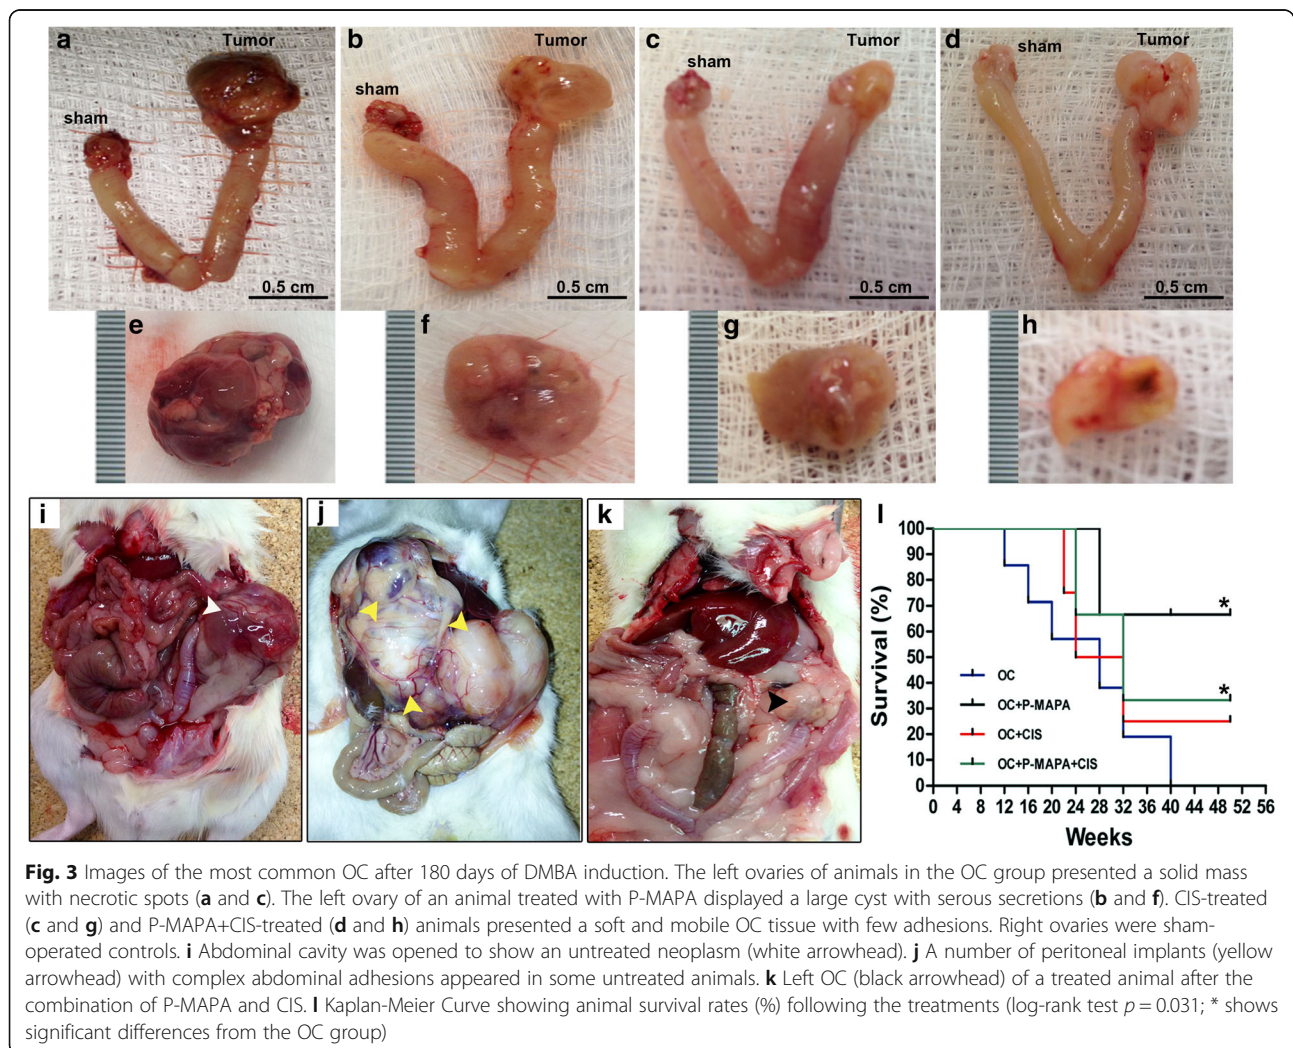 a
Tumor
sham
0.5 cm
b
Tumor
sham
0.5 cm
c
Tumor
sham
0.5 cm
d
sham
Tumor
0.5 cm
e
f
g
h
i
j
k
l
100
90
80
70
60
50
40
30
20
10
0
Survival (%)
*
*
OC
OC+P-MAPA
OC+CIS
OC+P-MAPA+CIS
0 4 8 12 16 20 24 28 32 36 40 44 48 52 56
Weeks
Fig. 3 Images of the most common OC after 180 days of DMBA induction. The left ovaries of animals in the OC group presented a solid mass
with necrotic spots (a and c). The left ovary of an animal treated with P-MAPA displayed a large cyst with serous secretions (b and f). CIS-treated
(c and g) and P-MAPA+CIS-treated (d and h) animals presented a soft and mobile OC tissue with few adhesions. Right ovaries were sham-
operated controls. i Abdominal cavity was opened to show an untreated neoplasm (white arrowhead). j A number of peritoneal implants (yellow
arrowhead) with complex abdominal adhesions appeared in some untreated animals. k Left OC (black arrowhead) of a treated animal after the
combination of P-MAPA and CIS. l Kaplan-Meier Curve showing animal survival rates (%) following the treatments (log-rank test p = 0.031; * shows
significant differences from the OC group)